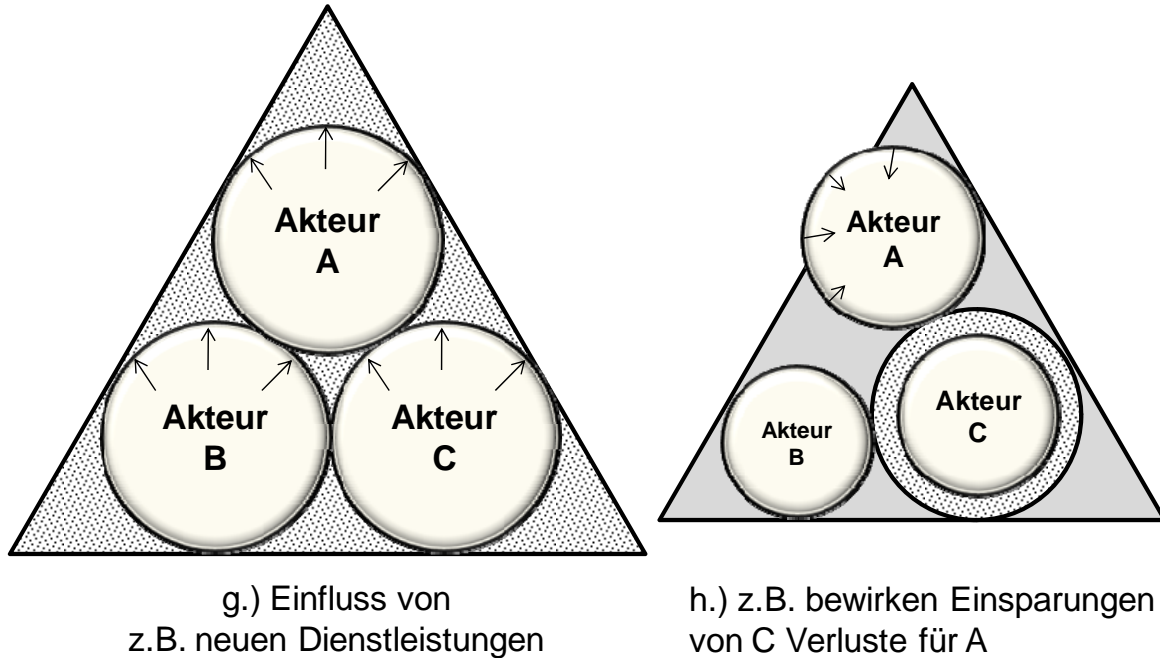 Akteur
A
Akteur
B
Akteur
C
g.) Einfluss von
z.B. neuen Dienstleistungen
Akteur
A
Akteur
B
Akteur
C
h.) z.B. bewirken Einsparungen
von C Verluste für A